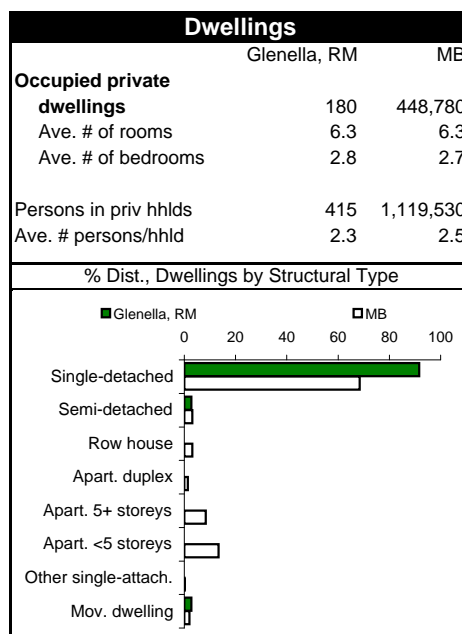 Dwellings
Glenella, RM MB
Occupied private
dwellings 180 448,780
Ave. # of rooms 6.3 6.3
Ave. # of bedrooms 2.8 2.7
Persons in priv hhlds 415 1,119,530
Ave. # persons/hhld 2.3 2.5
% Dist., Dwellings by Structural Type
Glenella, RM MB
0 20 40 60 80 100
Single-detached
Semi-detached
Row house
Apart. duplex
Apart. 5+ storeys
Apart. <5 storeys
Other single-attach.
Mov. dwelling